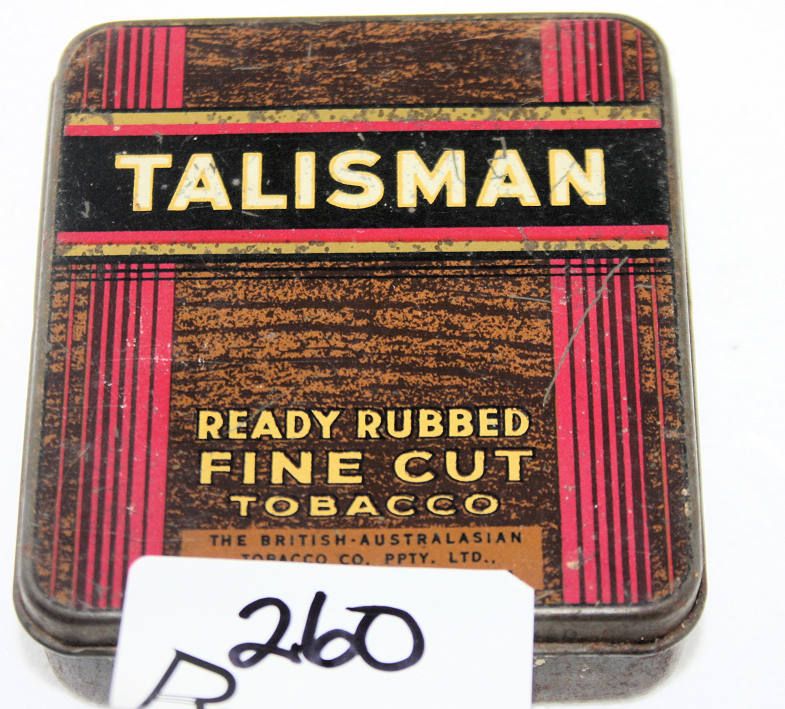 TALISMAN
READY RUBBED
FINE CUT
TOBACCO
THE BRITISH-AUSTRALASIAN
TOBACCO CO. PPTY. LTD.,
260